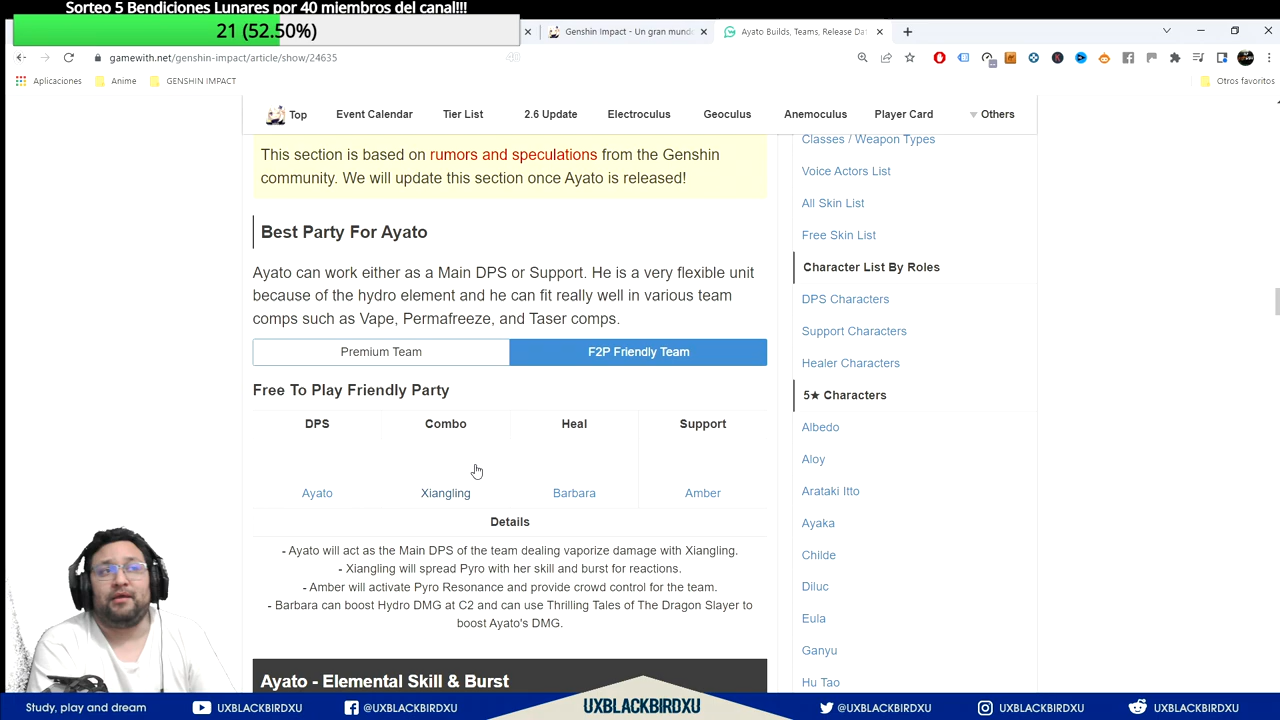 Sorteo 5 Bendiciones Lunares por 40 miembros del canal!!!
21 (52.50%)
Genshin Impact - Un gran mund
Ayato Builds, Teams, Release Da
gamewith.net/genshin-impact/article/show/24635
Aplicaciones
Anime
GENSHIN IMPACT
Otros favoritos
Top
Event Calendar
Tier List
2.6 Update
Electroculus
Geoculus
Anemoculus
Player Card
Others
This section is based on rumors and speculations from the Genshin
community. We will update this section once Ayato is released!
Best Party For Ayato
Ayato can work either as a Main DPS or Support. He is a very flexible unit
because of the hydro element and he can fit really well in various team
comps such as Vape, Permafreeze, and Taser comps.
Premium Team
F2P Friendly Team
Free To Play Friendly Party
DPS
Combo
Heal
Support
Ayato
Xiangling
Barbara
Amber
Details
- Ayato will act as the Main DPS of the team dealing vaporize damage with Xiangling.
- Xiangling will spread Pyro with her skill and burst for reactions.
- Amber will activate Pyro Resonance and provide crowd control for the team.
- Barbara can boost Hydro DMG at C2 and can use Thrilling Tales of The Dragon Slayer to
boost Ayato's DMG.
Ayato - Elemental Skill & Burst
Classes / Weapon Types
Voice Actors List
All Skin List
Free Skin List
Character List By Roles
DPS Characters
Support Characters
Healer Characters
5★ Characters
Albedo
Aloy
Arataki Itto
Ayaka
Childe
Diluc
Eula
Ganyu
Hu Tao
Study, play and dream
UXBLACKBIRDXU
@UXBLACKBIRDXU
UXBLACKBIRDXU
@UXBLACKBIRDXU
UXBLACKBIRDXU
UXBLACKBIRDXU